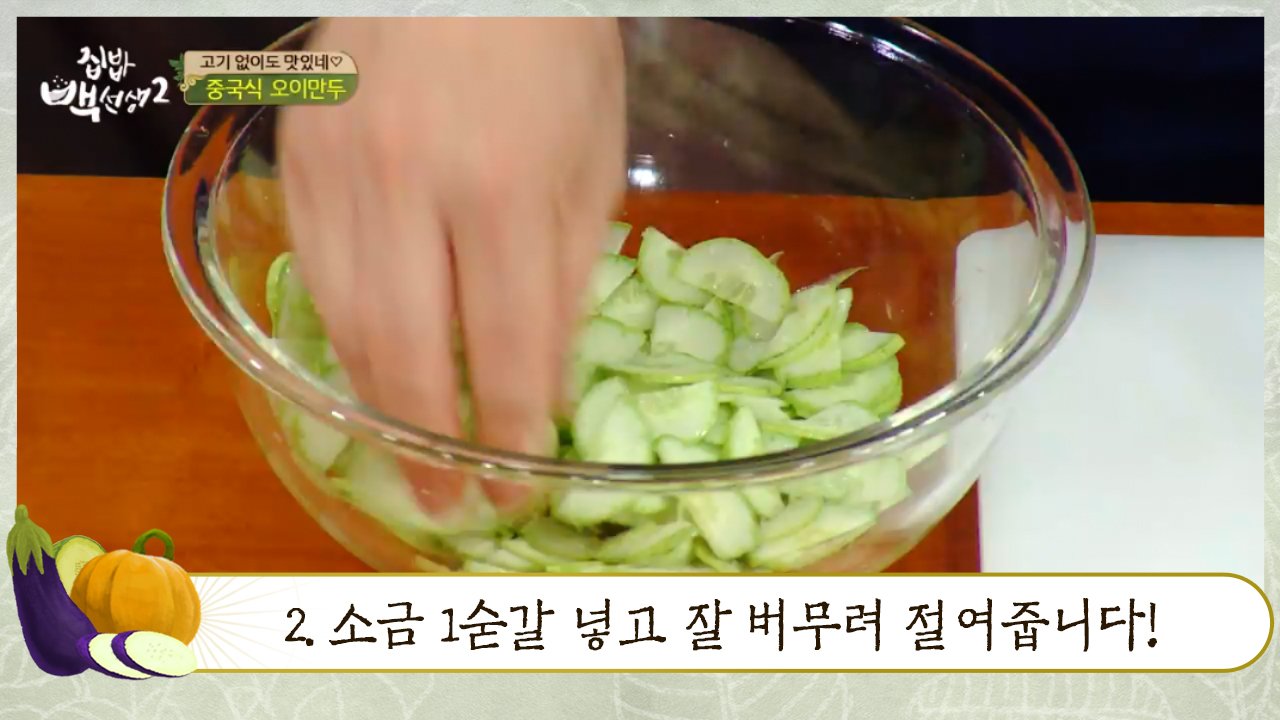 집밥
백선생2
고기 없이도 맛있네♡
중국식 오이만두
2. 소금 1숟갈 넣고 잘 버무려 절여줍니다!